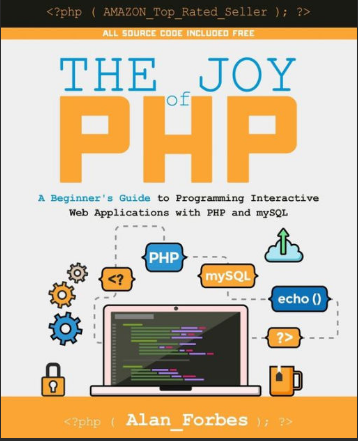 <?php ( AMAZON_Top_Rated_Seller ); ?>
ALL SOURCE CODE INCLUDED FREE
THE JOY
of
PHP
A Beginner's Guide to Programming Interactive
Web Applications with PHP and mySQL
PHP
<?
mySQL
echo ()
?>
<?php ( Alan_Forbes ); ?>